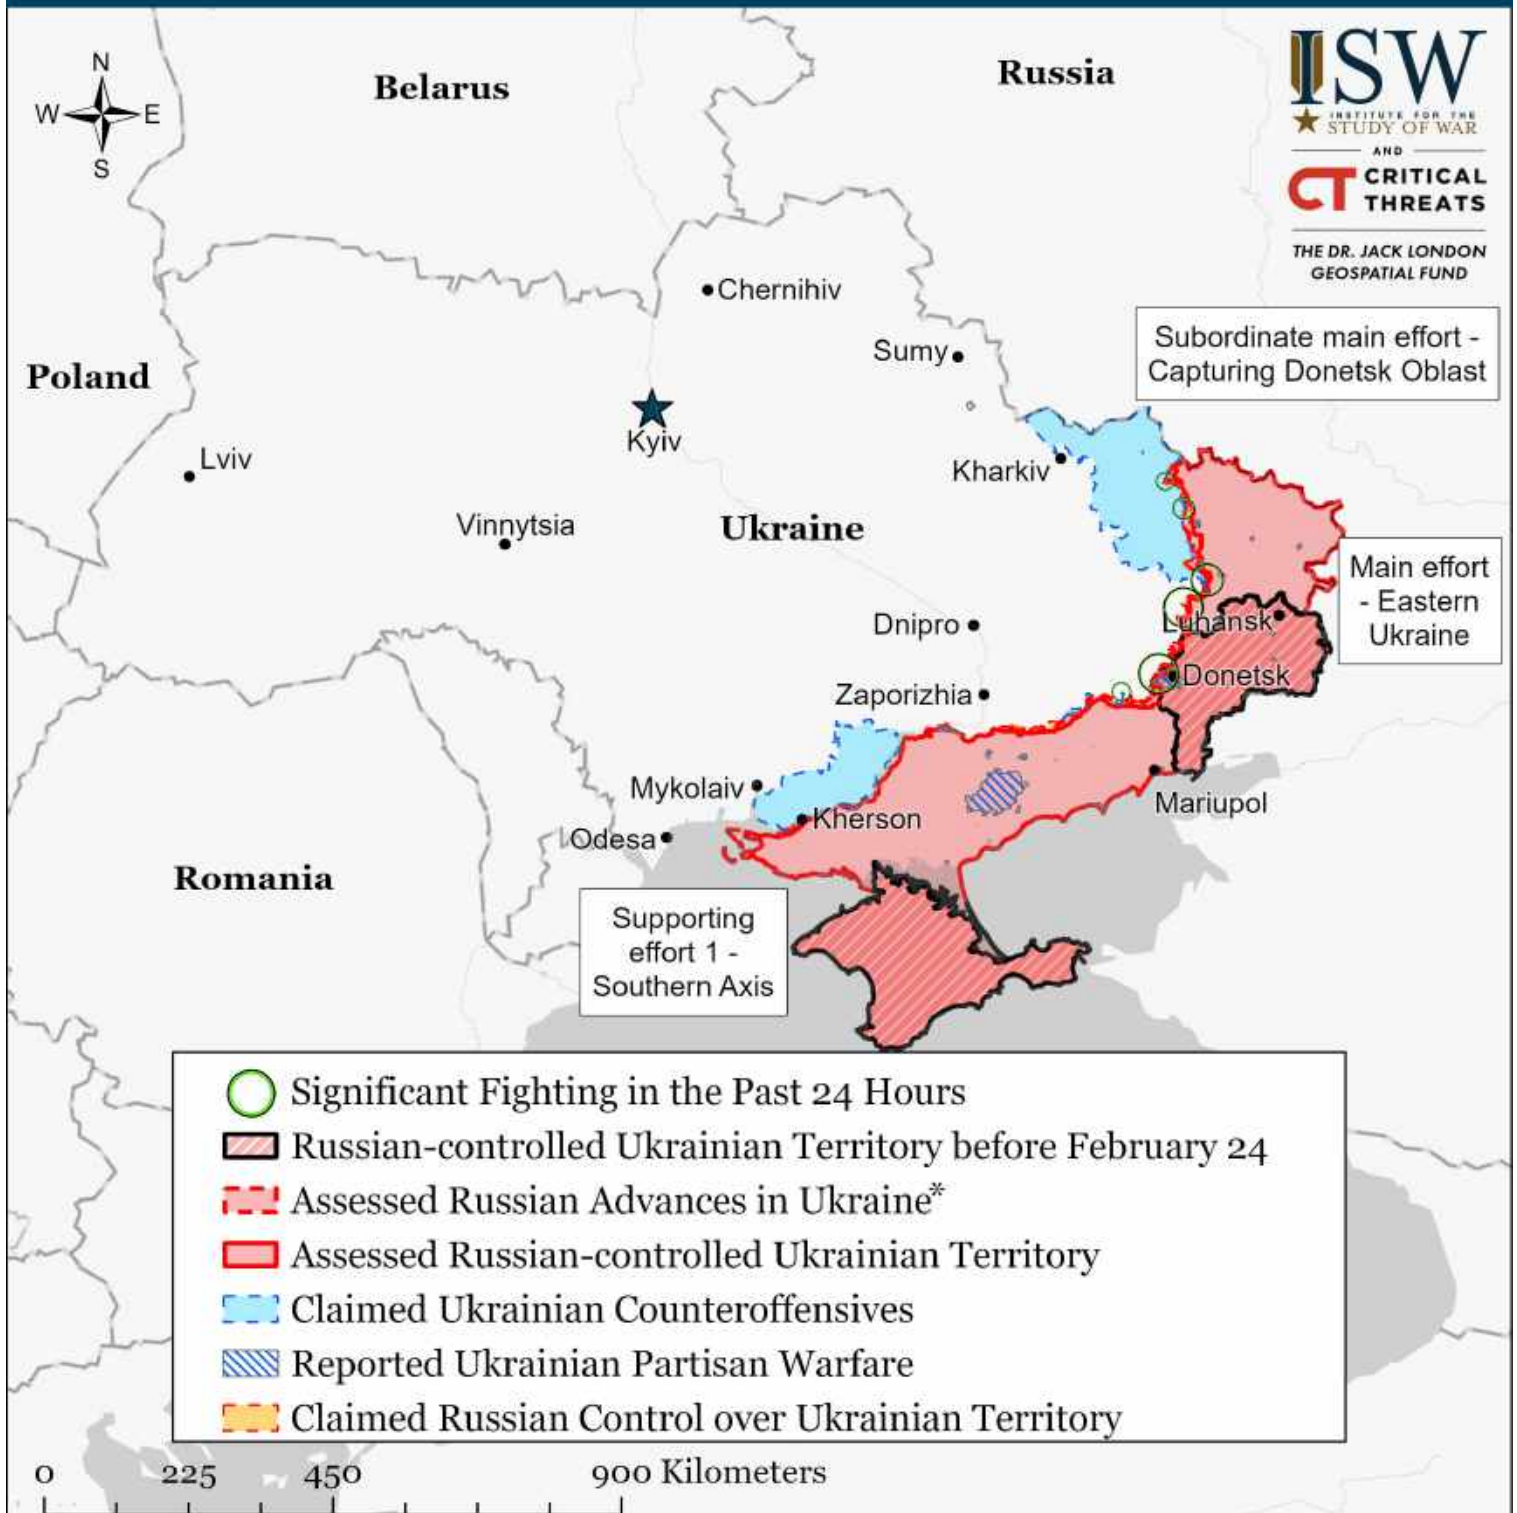 N
W
E
S
Belarus
Russia
ISW
INSTITUTE FOR THE
STUDY OF WAR
AND
CT CRITICAL
THREATS
THE DR. JACK LONDON
GEOSPATIAL FUND
Chernihiv
Subordinate main effort -
Capturing Donetsk Oblast
Sumy
Poland
Kyiv
Lviv
Kharkiv
Vinnytsia
Ukraine
Main effort
- Eastern
Ukraine
Dnipro
Luhansk
Donetsk
Zaporizhia
Mykolaiv
Mariupol
Kherson
Odesa
Romania
Supporting
effort 1 -
Southern Axis
Significant Fighting in the Past 24 Hours
Russian-controlled Ukrainian Territory before February 24
Assessed Russian Advances in Ukraine*
Assessed Russian-controlled Ukrainian Territory
Claimed Ukrainian Counteroffensives
Reported Ukrainian Partisan Warfare
Claimed Russian Control over Ukrainian Territory
0 225 450 900 Kilometers